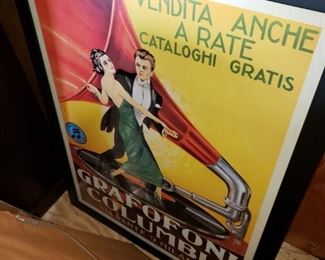 VENDITA ANCHE
A RATE
CATALOGHI GRATIS
GRAFOFONI
COLUMBIA